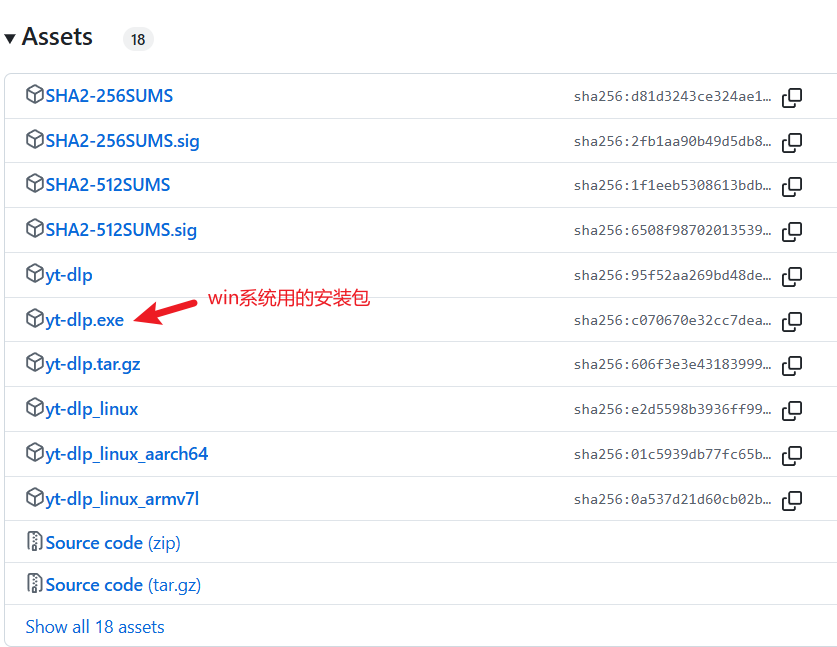 Assets 18
SHA2-256SUMS sha256:d81d3243ce324ae1…
SHA2-256SUMS.sig sha256:2fb1aa90b49d5db8…
SHA2-512SUMS sha256:1f1eeb5308613bdb…
SHA2-512SUMS.sig sha256:6508f98702013539…
yt-dlp sha256:95f52aa269bd48de…
win系统用的安装包
yt-dlp.exe sha256:c070670e32cc7dea…
yt-dlp.tar.gz sha256:606f3e3e43183999…
yt-dlp_linux sha256:e2d5598b3936ff99…
yt-dlp_linux_aarch64 sha256:01c5939db77fc65b…
yt-dlp_linux_armv7l sha256:0a537d21d60cb02b…
Source code (zip)
Source code (tar.gz)
Show all 18 assets